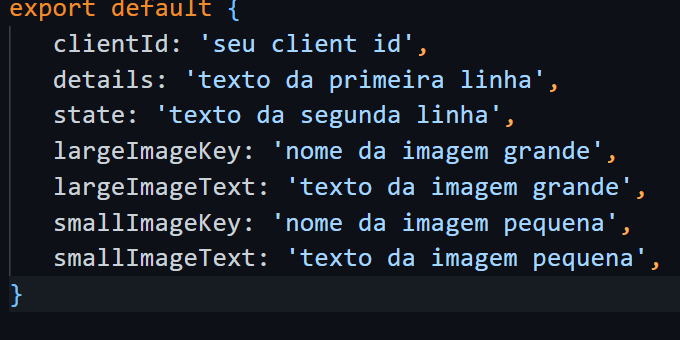 export default {
clientId: 'seu client id',
details: 'texto da primeira linha',
state: 'texto da segunda linha',
largeImageKey: 'nome da imagem grande',
largeImageText: 'texto da imagem grande',
smallImageKey: 'nome da imagem pequena',
smallImageText: 'texto da imagem pequena',
}